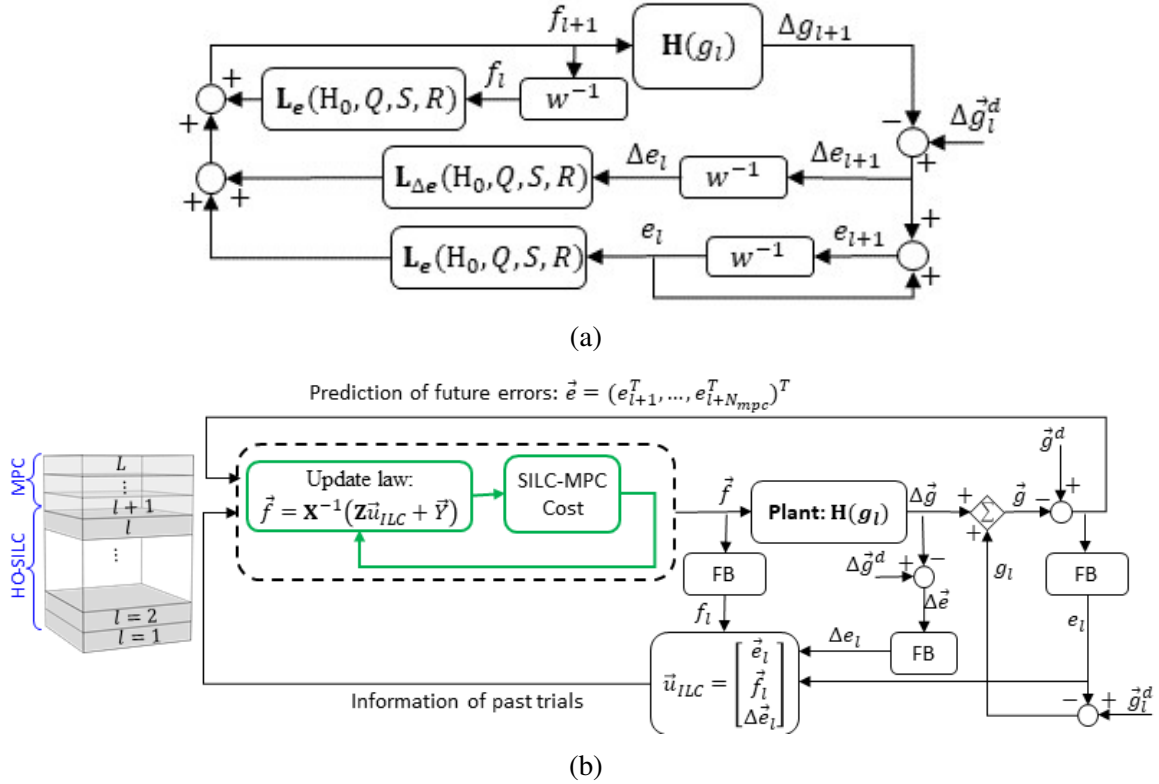 f_{l+1}
H(g_l)
Δg_{l+1}
f_l
L_e(H_0, Q, S, R)
w^{-1}
+
+
−
Δg⃗_l^d
+
L_{Δe}(H_0, Q, S, R)
Δe_l
w^{-1}
Δe_{l+1}
+
+
+
L_e(H_0, Q, S, R)
e_l
w^{-1}
e_{l+1}
+
(a)
Prediction of future errors: e⃗ = (e_{l+1}^T, …, e_{l+N_{mpc}}^T)^T
MPC
HO-SILC
L
⋮
l + 1
l
⋮
l = 2
l = 1
Update law:
f⃗ = X^{-1}(Zu⃗_{ILC} + Y⃗)
SILC-MPC
Cost
f⃗
Plant: H(g_l)
Δg⃗
+
Σ
+
g⃗
−
g⃗^d
+
FB
f_l
Δg⃗^d
+
−
Δe⃗
FB
Δe_l
g_l
FB
e_l
u⃗_{ILC} = [e⃗_l
f⃗_l
Δe⃗_l]
Information of past trials
−
+
g⃗_l^d
(b)